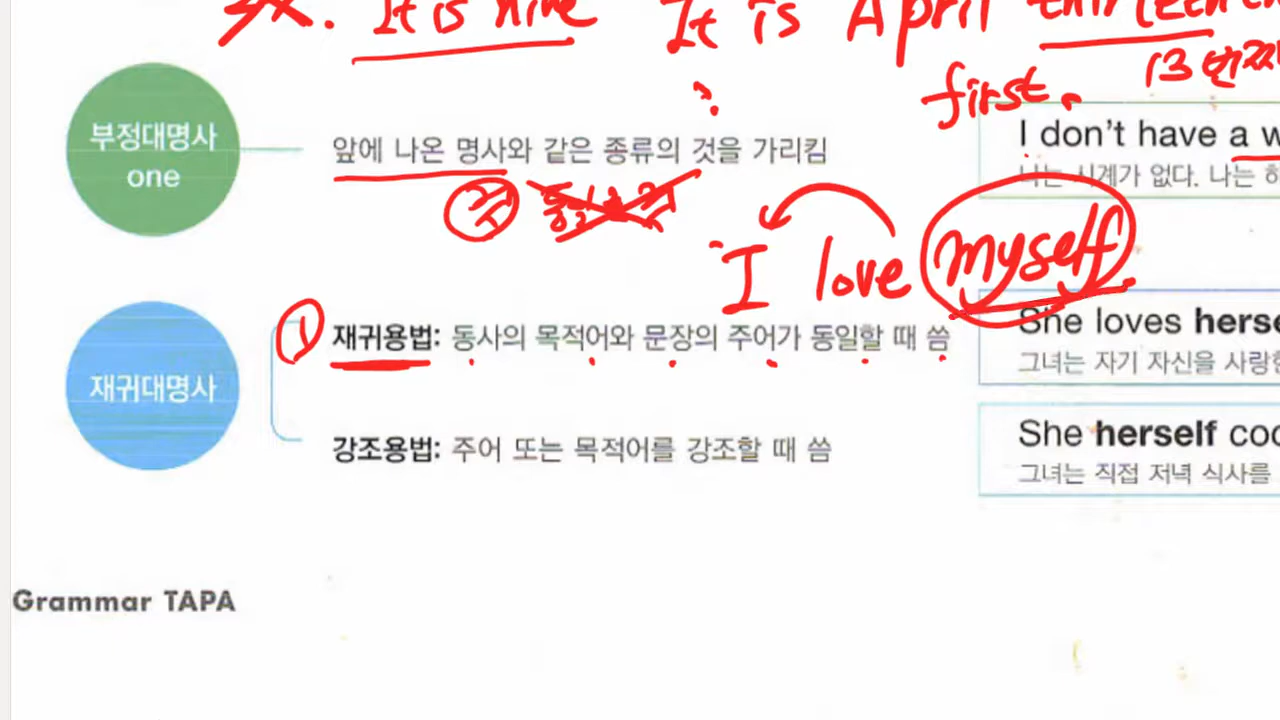 It is nine It is April thirteenth
13번째
first.
부정대명사
one
앞에 나온 명사와 같은 종류의 것을 가리킴
I don't have a w
나는 시계가 없다. 나는 하
I love myself
재귀대명사
① 재귀용법: 동사의 목적어와 문장의 주어가 동일할 때 씀
She loves herse
그녀는 자기 자신을 사랑한
강조용법: 주어 또는 목적어를 강조할 때 씀
She herself coo
그녀는 직접 저녁 식사를
Grammar TAPA